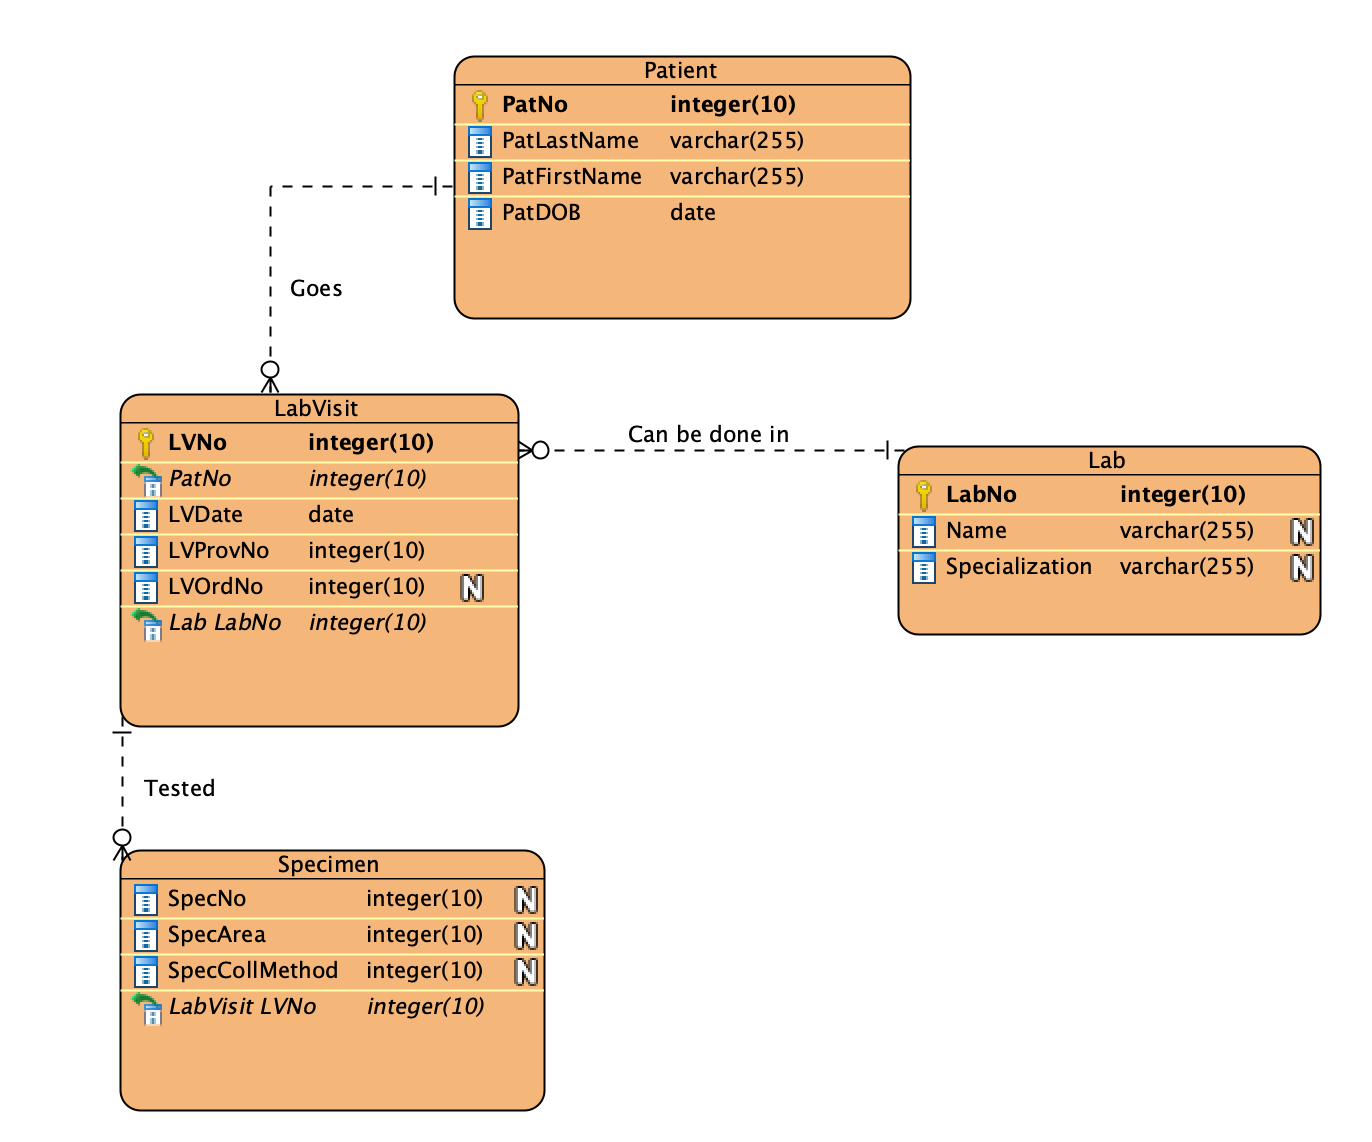 Patient
PatNo integer(10)
PatLastName varchar(255)
PatFirstName varchar(255)
PatDOB date
Goes
LabVisit
LVNo integer(10)
PatNo integer(10)
LVDate date
LVProvNo integer(10)
LVOrdNo integer(10) N
Lab LabNo integer(10)
Can be done in
Lab
LabNo integer(10)
Name varchar(255) N
Specialization varchar(255) N
Tested
Specimen
SpecNo integer(10) N
SpecArea integer(10) N
SpecCollMethod integer(10) N
LabVisit LVNo integer(10)